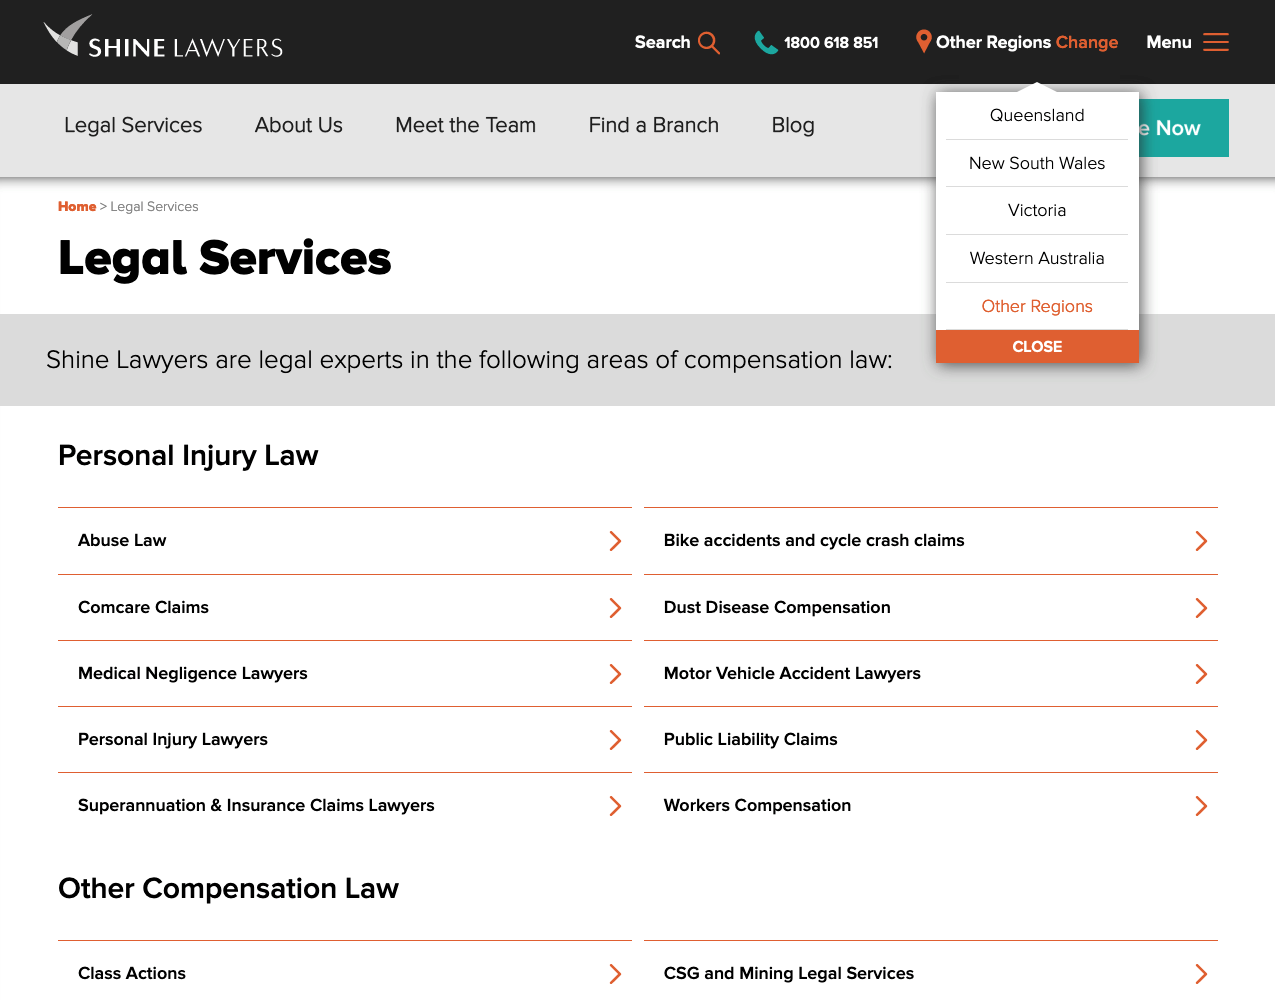 SHINE LAWYERS
Search
1800 618 851
Other Regions Change
Menu
Legal Services
About Us
Meet the Team
Find a Branch
Blog
Now
Queensland
New South Wales
Victoria
Western Australia
Other Regions
CLOSE
Home > Legal Services
Legal Services
Shine Lawyers are legal experts in the following areas of compensation law:
Personal Injury Law
Abuse Law
Bike accidents and cycle crash claims
Comcare Claims
Dust Disease Compensation
Medical Negligence Lawyers
Motor Vehicle Accident Lawyers
Personal Injury Lawyers
Public Liability Claims
Superannuation & Insurance Claims Lawyers
Workers Compensation
Other Compensation Law
Class Actions
CSG and Mining Legal Services